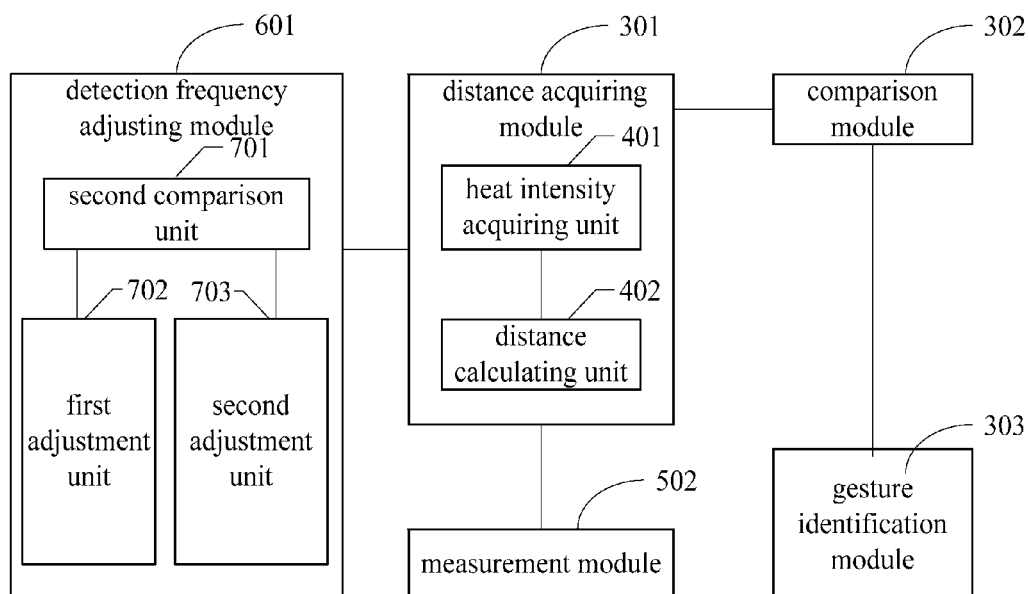 601
detection frequency
adjusting module
701
second comparison
unit
702
first
adjustment
unit
703
second
adjustment unit
301
distance acquiring
module
401
heat intensity
acquiring unit
402
distance
calculating unit
502
measurement module
302
comparison
module
303
gesture
identification
module